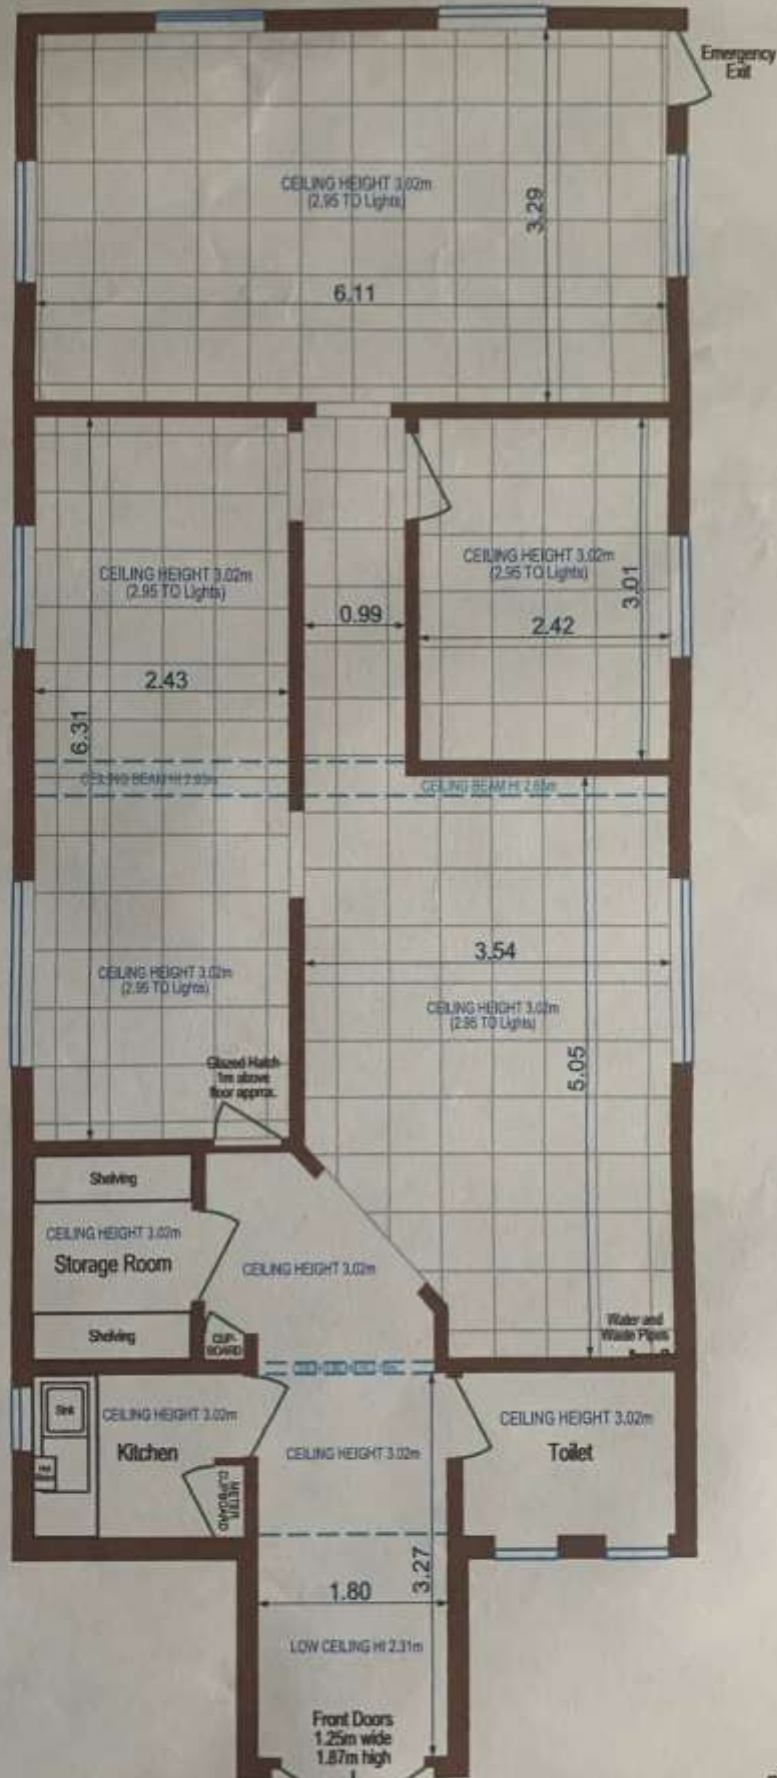 Emergency
Exit
CEILING HEIGHT 3.02m
(2.95 TO Lights)
3.29
6.11
CEILING HEIGHT 3.02m
(2.95 TO Lights)
CEILING HEIGHT 3.02m
(2.95 TO Lights)
3.01
0.99
2.42
2.43
6.31
CEILING BEAM HI
CEILING BEAM HI
3.54
CEILING HEIGHT 3.02m
(2.95 TO Lights)
CEILING HEIGHT 3.02m
(2.95 TO Lights)
5.05
Glazed Hatch
1m above
floor approx.
Shelving
CEILING HEIGHT 3.02m
Storage Room
CEILING HEIGHT 3.02m
Shelving
CUP-
BOARD
Water and
Waste Pipes
Sink
CEILING HEIGHT 3.02m
Kitchen
METER
CUPBOARD
CEILING HEIGHT 3.02m
CEILING HEIGHT 3.02m
Toilet
3.27
1.80
LOW CEILING HI 2.31m
Front Doors
1.25m wide
1.87m high